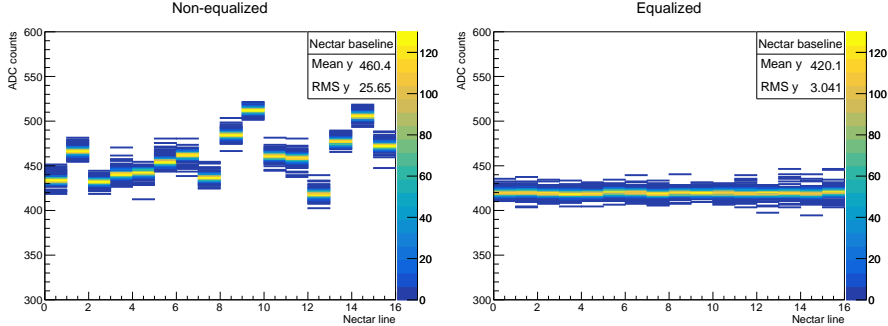 Non-equalized
ADC counts
600
550
500
450
400
350
300
0 2 4 6 8 10 12 14 16
Nectar line
Nectar baseline
Mean y 460.4
RMS y 25.65
120
100
80
60
40
20
0
Equalized
ADC counts
600
550
500
450
400
350
300
0 2 4 6 8 10 12 14 16
Nectar line
Nectar baseline
Mean y 420.1
RMS y 3.041
120
100
80
60
40
20
0